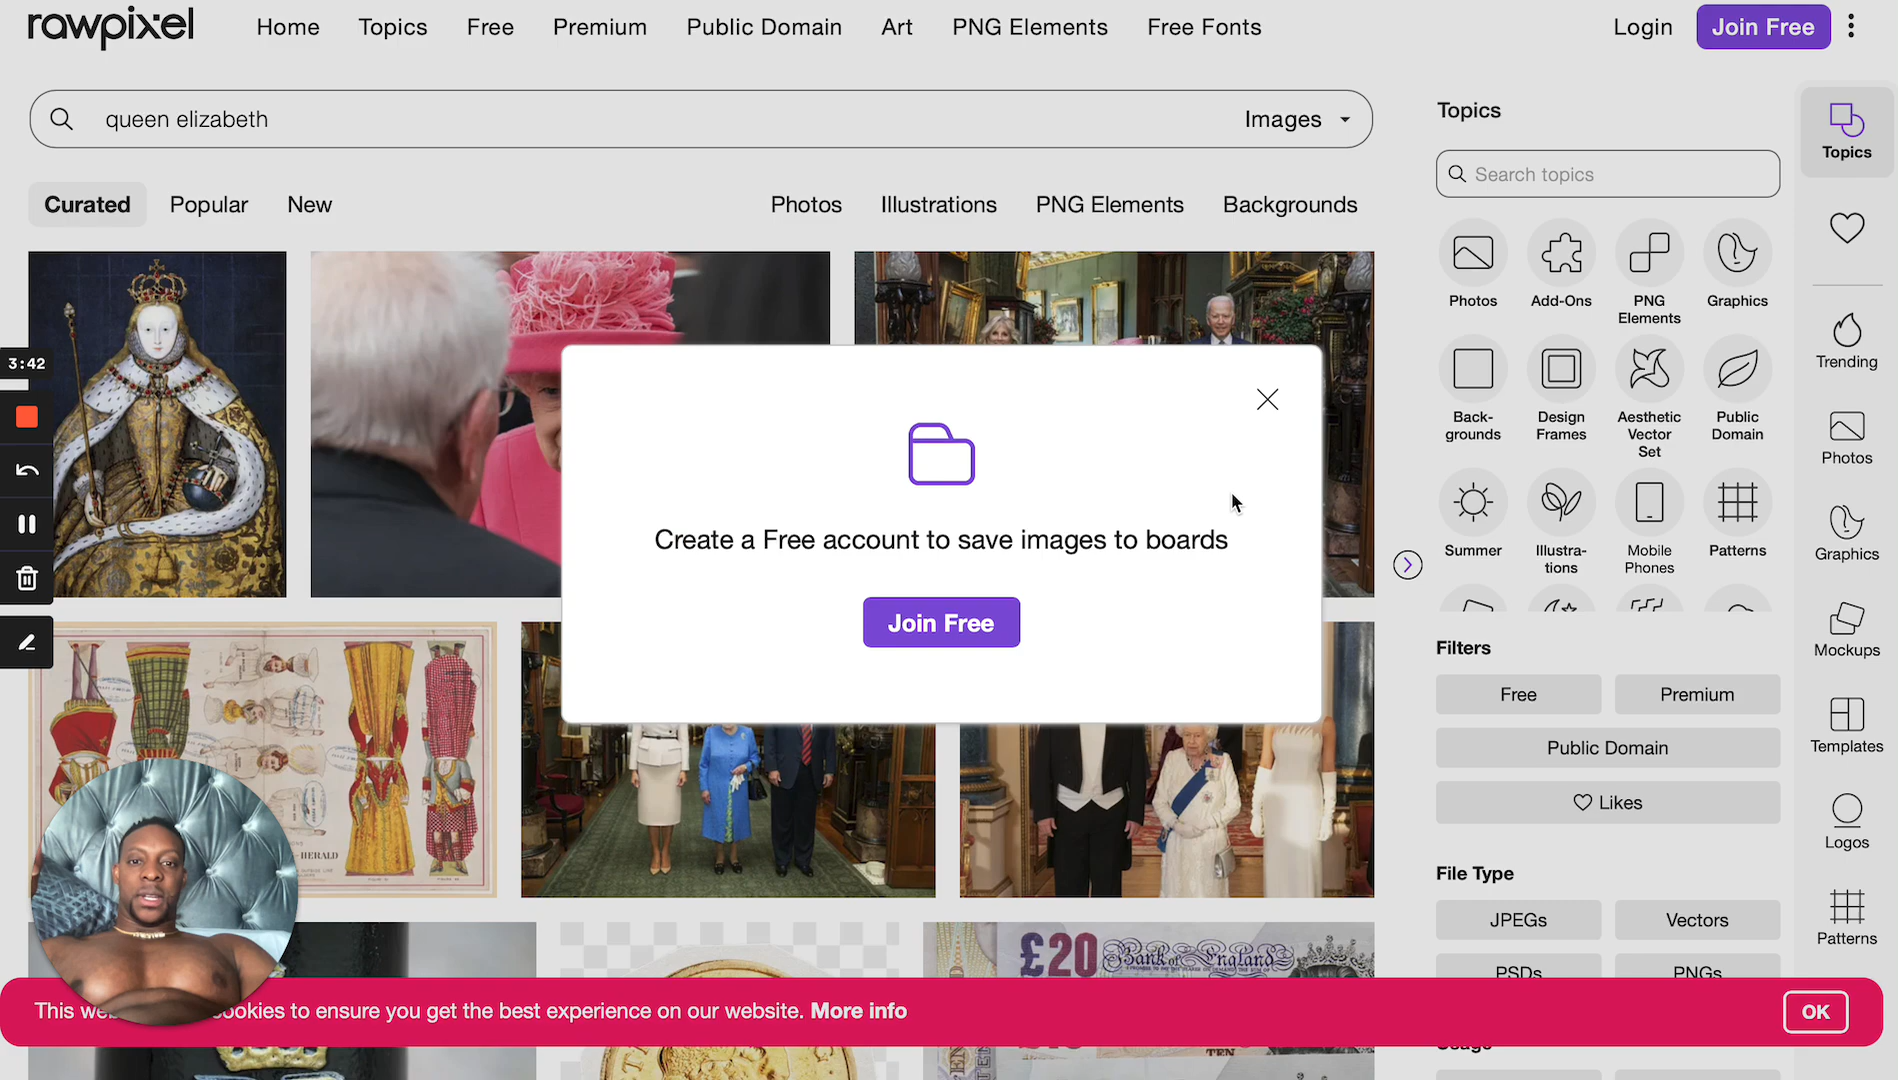 rawpixel
Home Topics Free Premium Public Domain Art PNG Elements Free Fonts
Login Join Free
queen elizabeth
Images
Curated Popular New
Photos Illustrations PNG Elements Backgrounds
3:42
Create a Free account to save images to boards
Join Free
HERALD
£20 Bank of England
TEN
This we cookies to ensure you get the best experience on our website. More info
OK
Topics
Search topics
Photos
Add-Ons
PNG
Elements
Graphics
Back-
grounds
Design
Frames
Aesthetic
Vector
Set
Public
Domain
Summer
Illustra-
tions
Mobile
Phones
Patterns
Filters
Free Premium
Public Domain
Likes
File Type
JPEGs Vectors
PSDs PNGs
Usage
Topics
Trending
Photos
Graphics
Mockups
Templates
Logos
Patterns